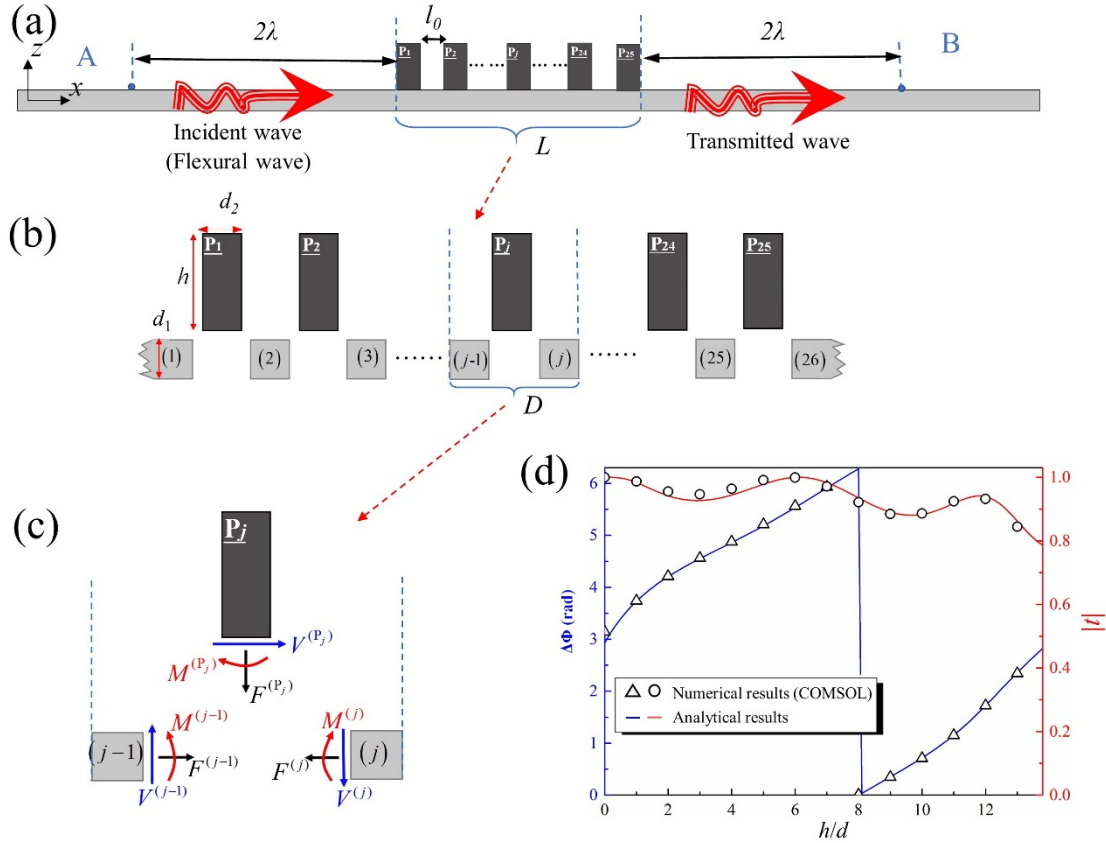 (a)
z
x
A
2λ
l₀
P₁ P₂ ...... Pⱼ ...... P₂₄ P₂₅
2λ
B
Incident wave
(Flexural wave)
L
Transmitted wave
(b)
d₂
h
d₁
P₁ P₂ Pⱼ P₂₄ P₂₅
(1) (2) (3) ...... (j-1) (j) ...... (25) (26)
D
(c)
Pⱼ
V^(Pⱼ)
M^(Pⱼ)
F^(Pⱼ)
(j−1)
M^(j−1)
F^(j−1)
V^(j−1)
M^(j)
F^(j)
V^(j)
(j)
(d)
ΔΦ (rad)
6
5
4
3
2
1
0
|t|
1.0
0.8
0.6
0.4
0.2
0.0
Numerical results (COMSOL)
Analytical results
0 2 4 6 8 10 12
h/d